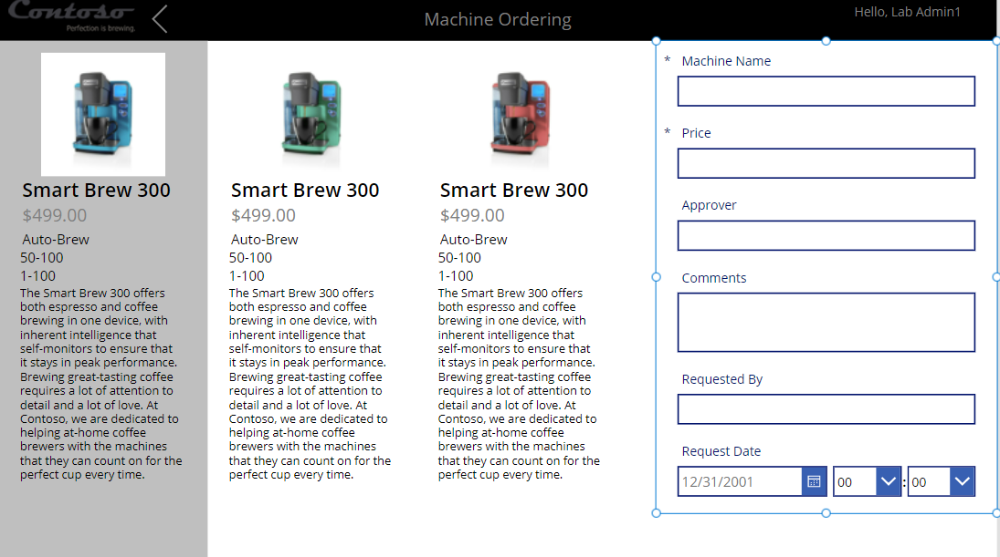 Contoso
Perfection is brewing.
Machine Ordering
Hello, Lab Admin1
Smart Brew 300
$499.00
Auto-Brew
50-100
1-100
The Smart Brew 300 offers
both espresso and coffee
brewing in one device, with
inherent intelligence that
self-monitors to ensure that
it stays in peak performance.
Brewing great-tasting coffee
requires a lot of attention to
detail and a lot of love. At
Contoso, we are dedicated to
helping at-home coffee
brewers with the machines
that they can count on for the
perfect cup every time.
Smart Brew 300
$499.00
Auto-Brew
50-100
1-100
The Smart Brew 300 offers
both espresso and coffee
brewing in one device, with
inherent intelligence that
self-monitors to ensure that
it stays in peak performance.
Brewing great-tasting coffee
requires a lot of attention to
detail and a lot of love. At
Contoso, we are dedicated to
helping at-home coffee
brewers with the machines
that they can count on for the
perfect cup every time.
Smart Brew 300
$499.00
Auto-Brew
50-100
1-100
The Smart Brew 300 offers
both espresso and coffee
brewing in one device, with
inherent intelligence that
self-monitors to ensure that
it stays in peak performance.
Brewing great-tasting coffee
requires a lot of attention to
detail and a lot of love. At
Contoso, we are dedicated to
helping at-home coffee
brewers with the machines
that they can count on for the
perfect cup every time.
* Machine Name
* Price
Approver
Comments
Requested By
Request Date
12/31/2001 00 : 00